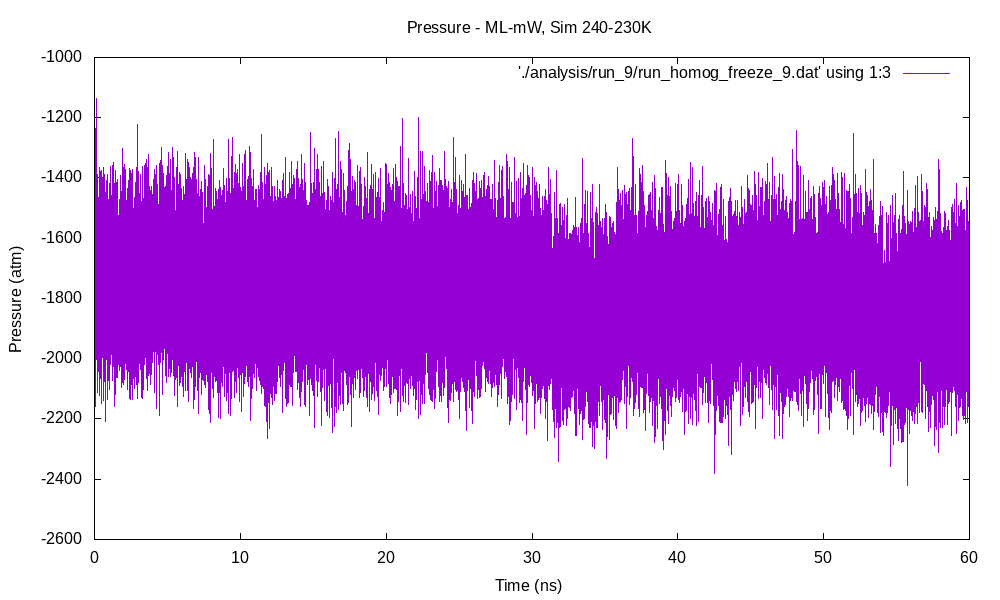 Pressure - ML-mW, Sim 240-230K
'./analysis/run_9/run_homog_freeze_9.dat' using 1:3
-1000
-1200
-1400
-1600
-1800
-2000
-2200
-2400
-2600
Pressure (atm)
0 10 20 30 40 50 60
Time (ns)